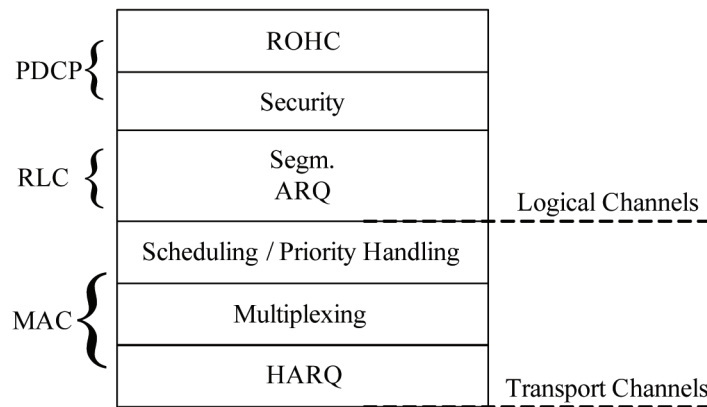 ROHC
PDCP
Security
Segm.
RLC
ARQ
Logical Channels
Scheduling / Priority Handling
MAC
Multiplexing
HARQ
Transport Channels